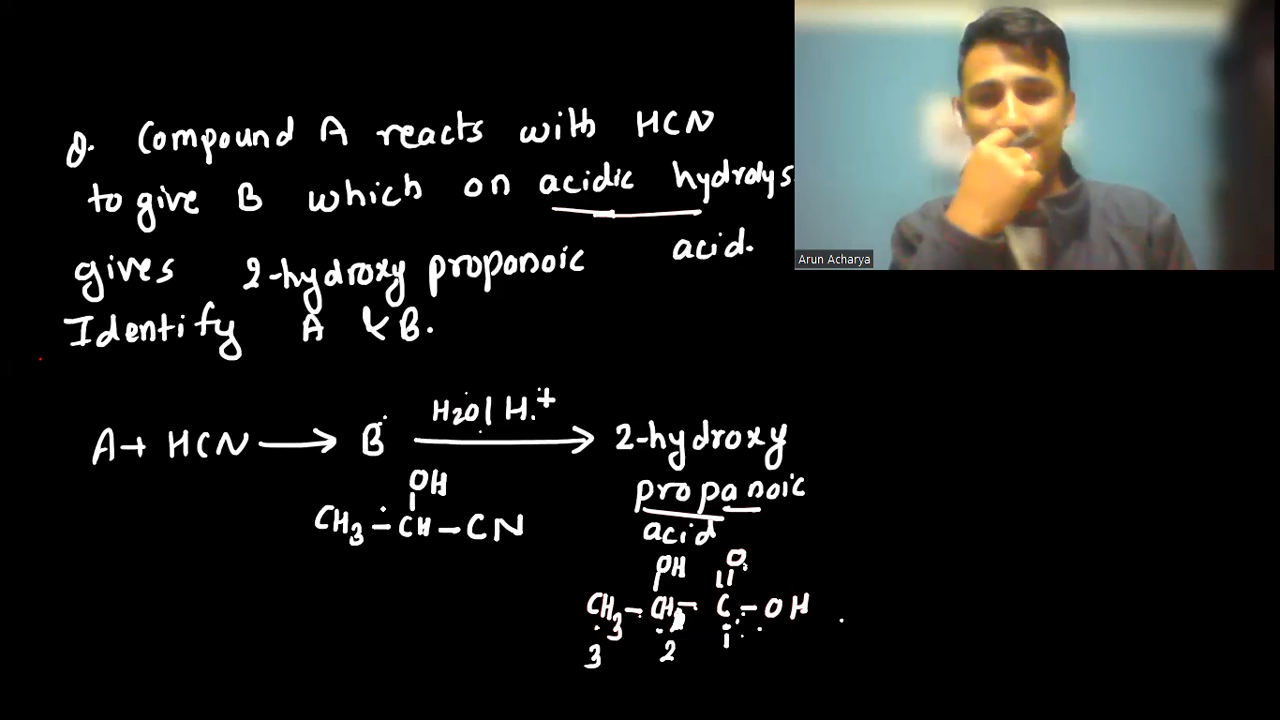 Q. Compound A reacts with HCN
to give B which on acidic hydrolys
gives 2-hydroxy propanoic acid.
Identify A & B.
Arun Acharya
A+ HCN → B H2O/H+ → 2-hydroxy
propanoic
acid
OH
CH3-CH-CN
OH O
CH3-CH-C-OH
3 2 1